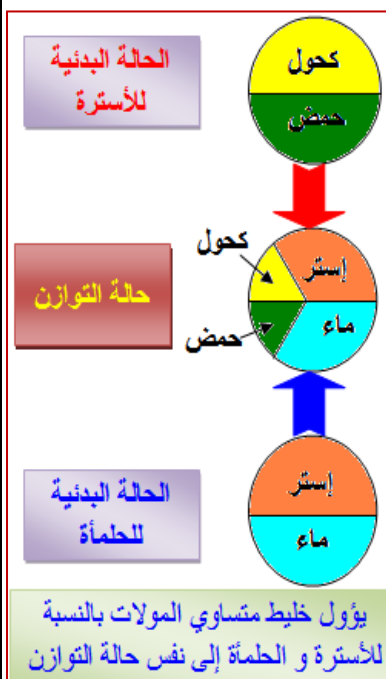 الحالة البدئية
للأسترة
كحول
حمض
كحول
إستر
حالة التوازن
ماء
حمض
الحالة البدئية
للحلمأة
إستر
ماء
يؤول خليط متساوي المولات بالنسبة
للأسترة و الحلمأة إلى نفس حالة التوازن